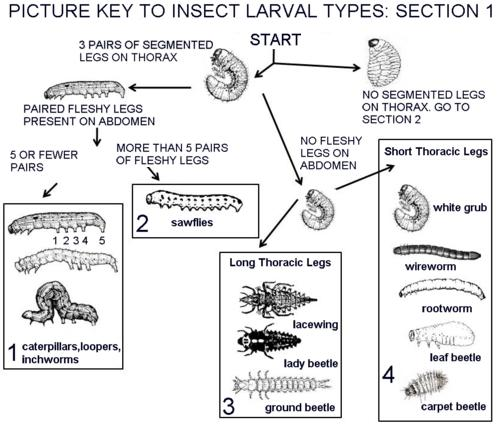 PICTURE KEY TO INSECT LARVAL TYPES: SECTION 1
START
3 PAIRS OF SEGMENTED
LEGS ON THORAX
NO SEGMENTED LEGS
ON THORAX. GO TO
SECTION 2
PAIRED FLESHY LEGS
PRESENT ON ABDOMEN
5 OR FEWER
PAIRS
MORE THAN 5 PAIRS
OF FLESHY LEGS
NO FLESHY
LEGS ON
ABDOMEN
1 2 3 4 5
1 caterpillars,loopers,
inchworms
2 sawflies
Long Thoracic Legs
lacewing
lady beetle
3 ground beetle
Short Thoracic Legs
white grub
wireworm
rootworm
leaf beetle
4
carpet beetle